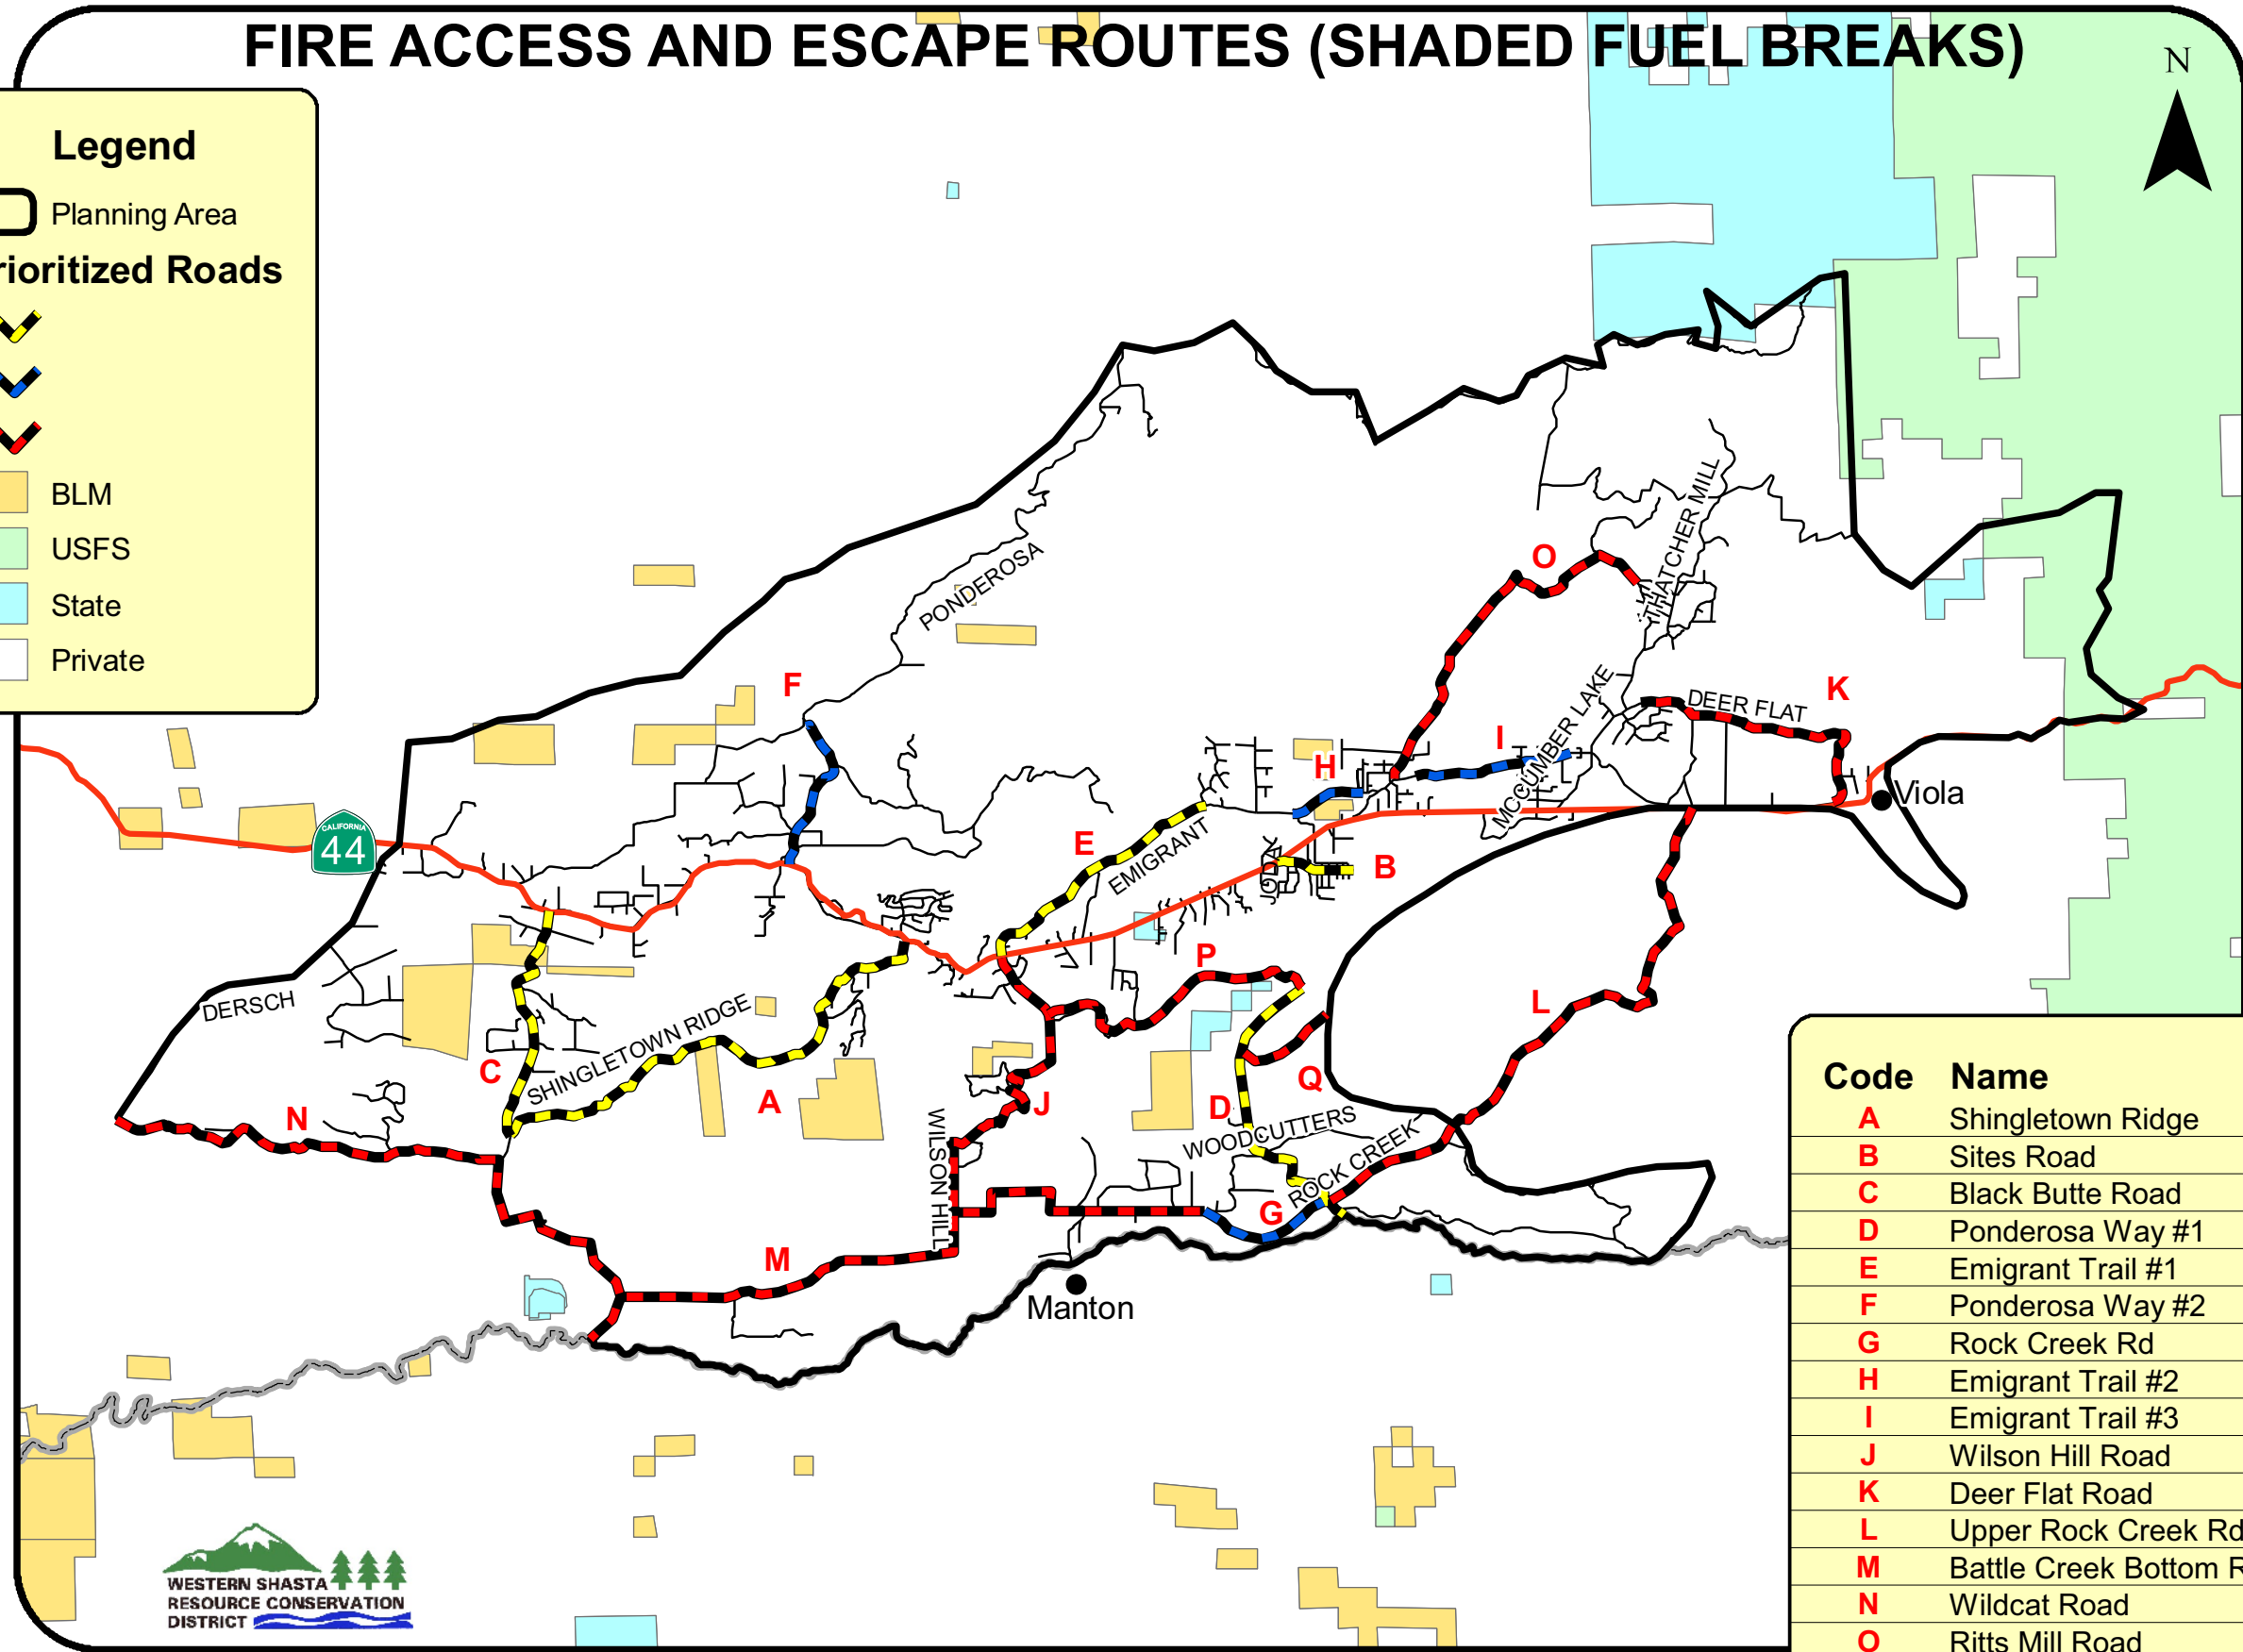 FIRE ACCESS AND ESCAPE ROUTES (SHADED FUEL BREAKS)
N
Legend
Planning Area
rioritized Roads
BLM
USFS
State
Private
PONDEROSA
THATCHER MILL
O
F
K
DEER FLAT
MCCUMBER LAKE
I
H
Viola
CALIFORNIA
44
E
EMIGRANT
JODAY
B
P
DERSCH
L
SHINGLETOWN RIDGE
C
A
J
Q
D
N
WOODCUTTERS
WILSON HILL
ROCK CREEK
G
M
Manton
Code Name
A Shingletown Ridge
B Sites Road
C Black Butte Road
D Ponderosa Way #1
E Emigrant Trail #1
F Ponderosa Way #2
G Rock Creek Rd
H Emigrant Trail #2
I Emigrant Trail #3
J Wilson Hill Road
K Deer Flat Road
L Upper Rock Creek Rd
M Battle Creek Bottom R
N Wildcat Road
O Ritts Mill Road
WESTERN SHASTA
RESOURCE CONSERVATION
DISTRICT